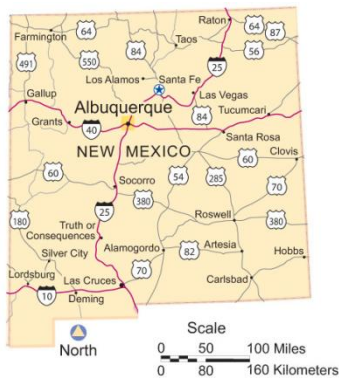 Raton
64
87
Farmington
64
84
Taos
56
491
550
25
Los Alamos
Santa Fe
Las Vegas
Gallup
Albuquerque
84
Tucumcari
Grants
40
Santa Rosa
NEW MEXICO
60
Clovis
60
54
285
70
Socorro
380
25
180
Roswell
380
Truth or
Consequences
Alamogordo
82
Artesia
Hobbs
Silver City
70
Lordsburg
Las Cruces
Carlsbad
10
Deming
North
Scale
0 50 100 Miles
0 80 160 Kilometers